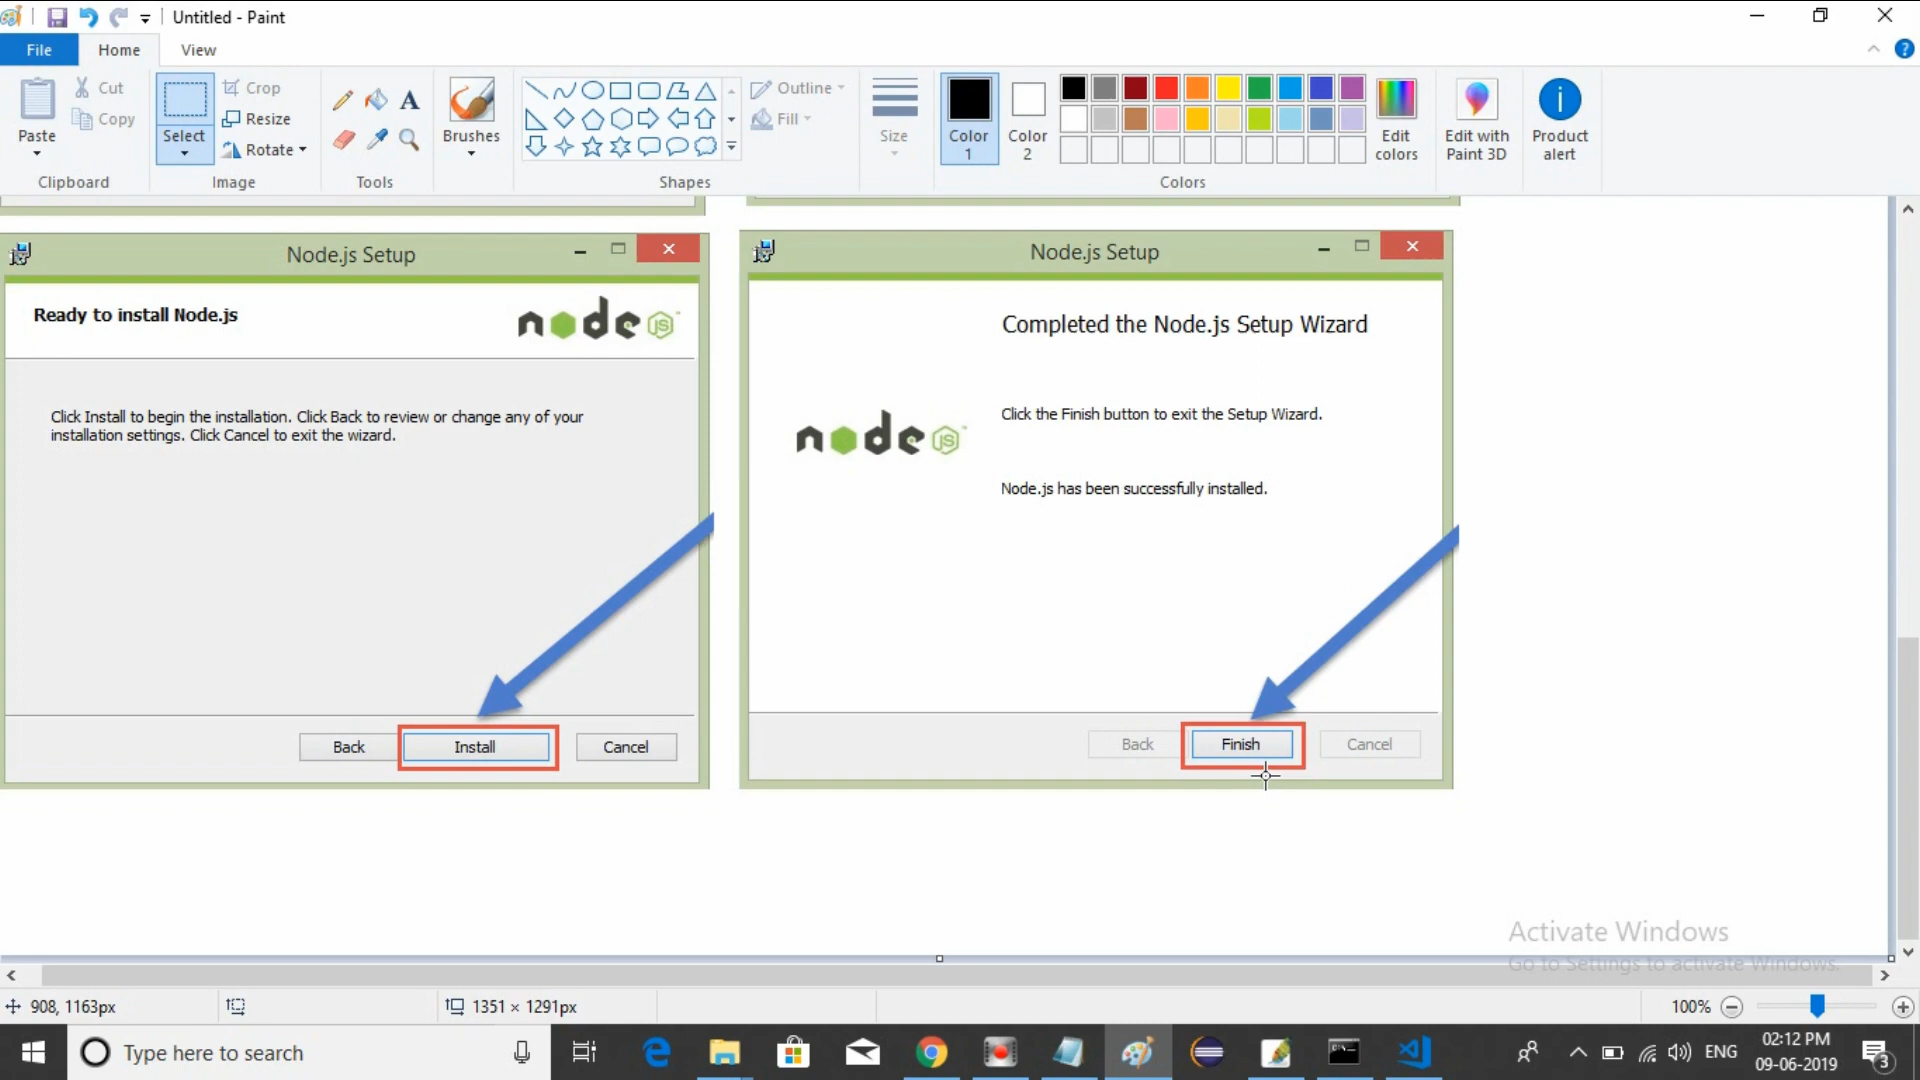 Untitled - Paint
File Home View
Paste
Cut
Copy
Clipboard
Select
Crop
Resize
Rotate
Image
A
Tools
Brushes
Shapes
Outline
Fill
Size
Color 1
Color 2
Colors
Edit colors
Edit with Paint 3D
Product alert
Node.js Setup
Ready to install Node.js
node JS
Click Install to begin the installation. Click Back to review or change any of your
installation settings. Click Cancel to exit the wizard.
Back Install Cancel
Node.js Setup
Completed the Node.js Setup Wizard
Click the Finish button to exit the Setup Wizard.
node JS
Node.js has been successfully installed.
Back Finish Cancel
Activate Windows
Go to Settings to activate Windows.
908, 1163px
1351 × 1291px
100%
Type here to search
ENG
02:12 PM
09-06-2019
3